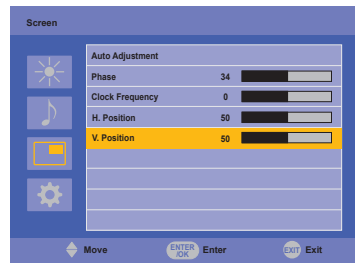 Screen
Auto Adjustment
Phase 34
Clock Frequency 0
H. Position 50
V. Position 50
Move ENTER /OK Enter EXIT Exit